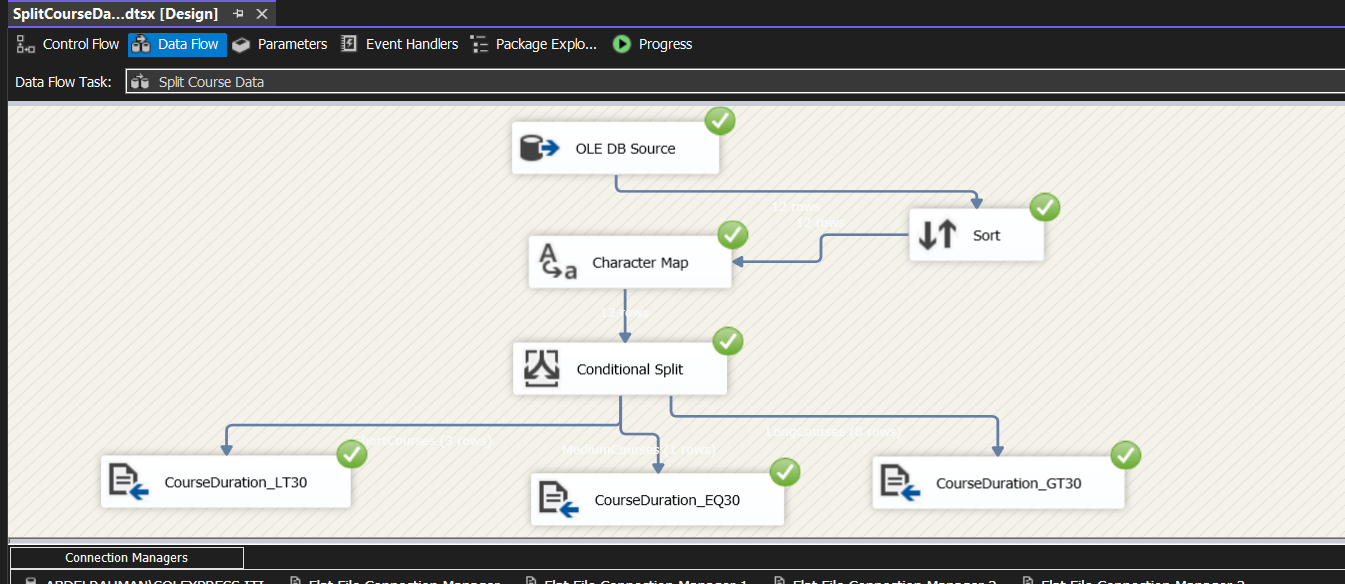 SplitCourseDa...dtsx [Design]
Control Flow
Data Flow
Parameters
Event Handlers
Package Explo...
Progress
Data Flow Task:
Split Course Data
OLE DB Source
12 rows
12 rows
Sort
Character Map
12 rows
Conditional Split
ShortCourses (3 rows)
MediumCourses (1 rows)
LongCourses (8 rows)
CourseDuration_LT30
CourseDuration_EQ30
CourseDuration_GT30
Connection Managers
Flat File Connection Manager
Flat File Connection Manager 1
Flat File Connection Manager 2
Flat File Connection Manager 3